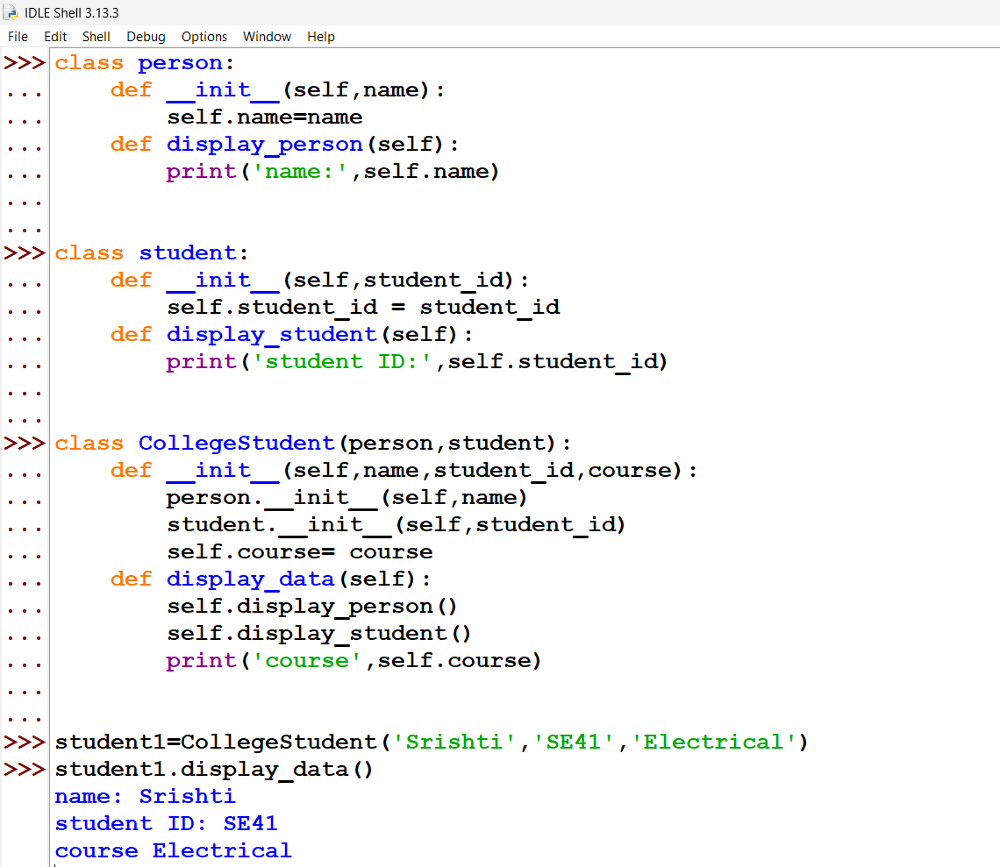 IDLE Shell 3.13.3
File Edit Shell Debug Options Window Help
>>> class person:
...     def __init__(self,name):
...         self.name=name
...     def display_person(self):
...         print('name:',self.name)
...
...
>>> class student:
...     def __init__(self,student_id):
...         self.student_id = student_id
...     def display_student(self):
...         print('student ID:',self.student_id)
...
...
>>> class CollegeStudent(person,student):
...     def __init__(self,name,student_id,course):
...         person.__init__(self,name)
...         student.__init__(self,student_id)
...         self.course= course
...     def display_data(self):
...         self.display_person()
...         self.display_student()
...         print('course',self.course)
...
...
>>> student1=CollegeStudent('Srishti','SE41','Electrical')
>>> student1.display_data()
name: Srishti
student ID: SE41
course Electrical